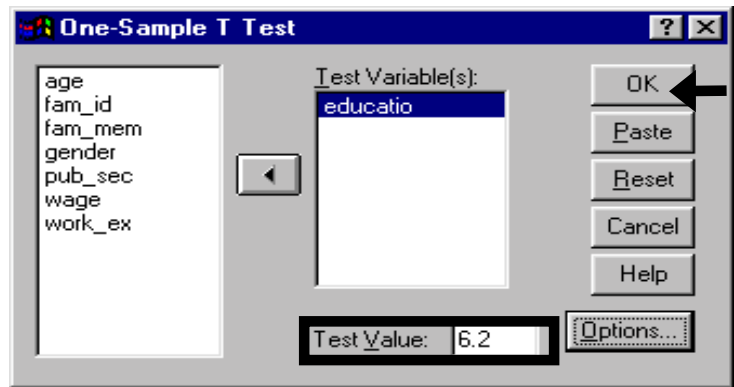 One-Sample T Test
age
fam_id
fam_mem
gender
pub_sec
wage
work_ex
Test Variable(s):
educatio
Test Value: 6.2
OK
Paste
Reset
Cancel
Help
Options...